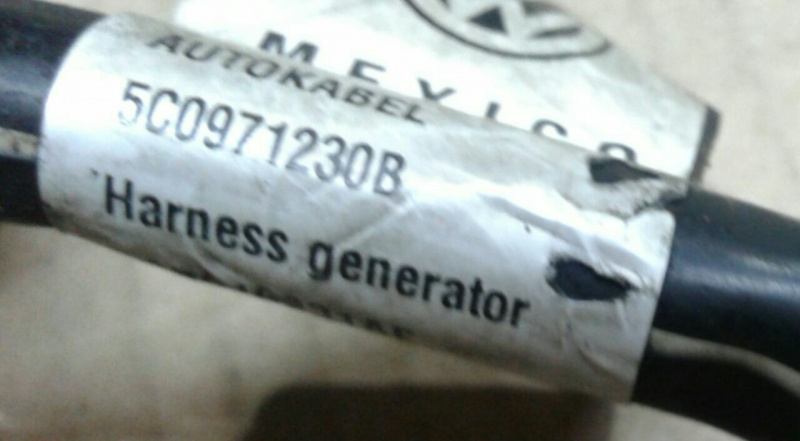 MEXICO
AUTOKABEL
5C0971230B
Harness generator